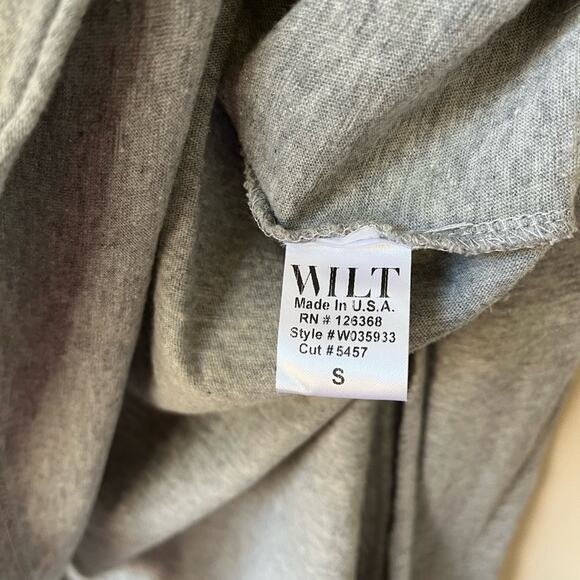 WILT
Made In U.S.A.
RN # 126368
Style #W035933
Cut #5457
S